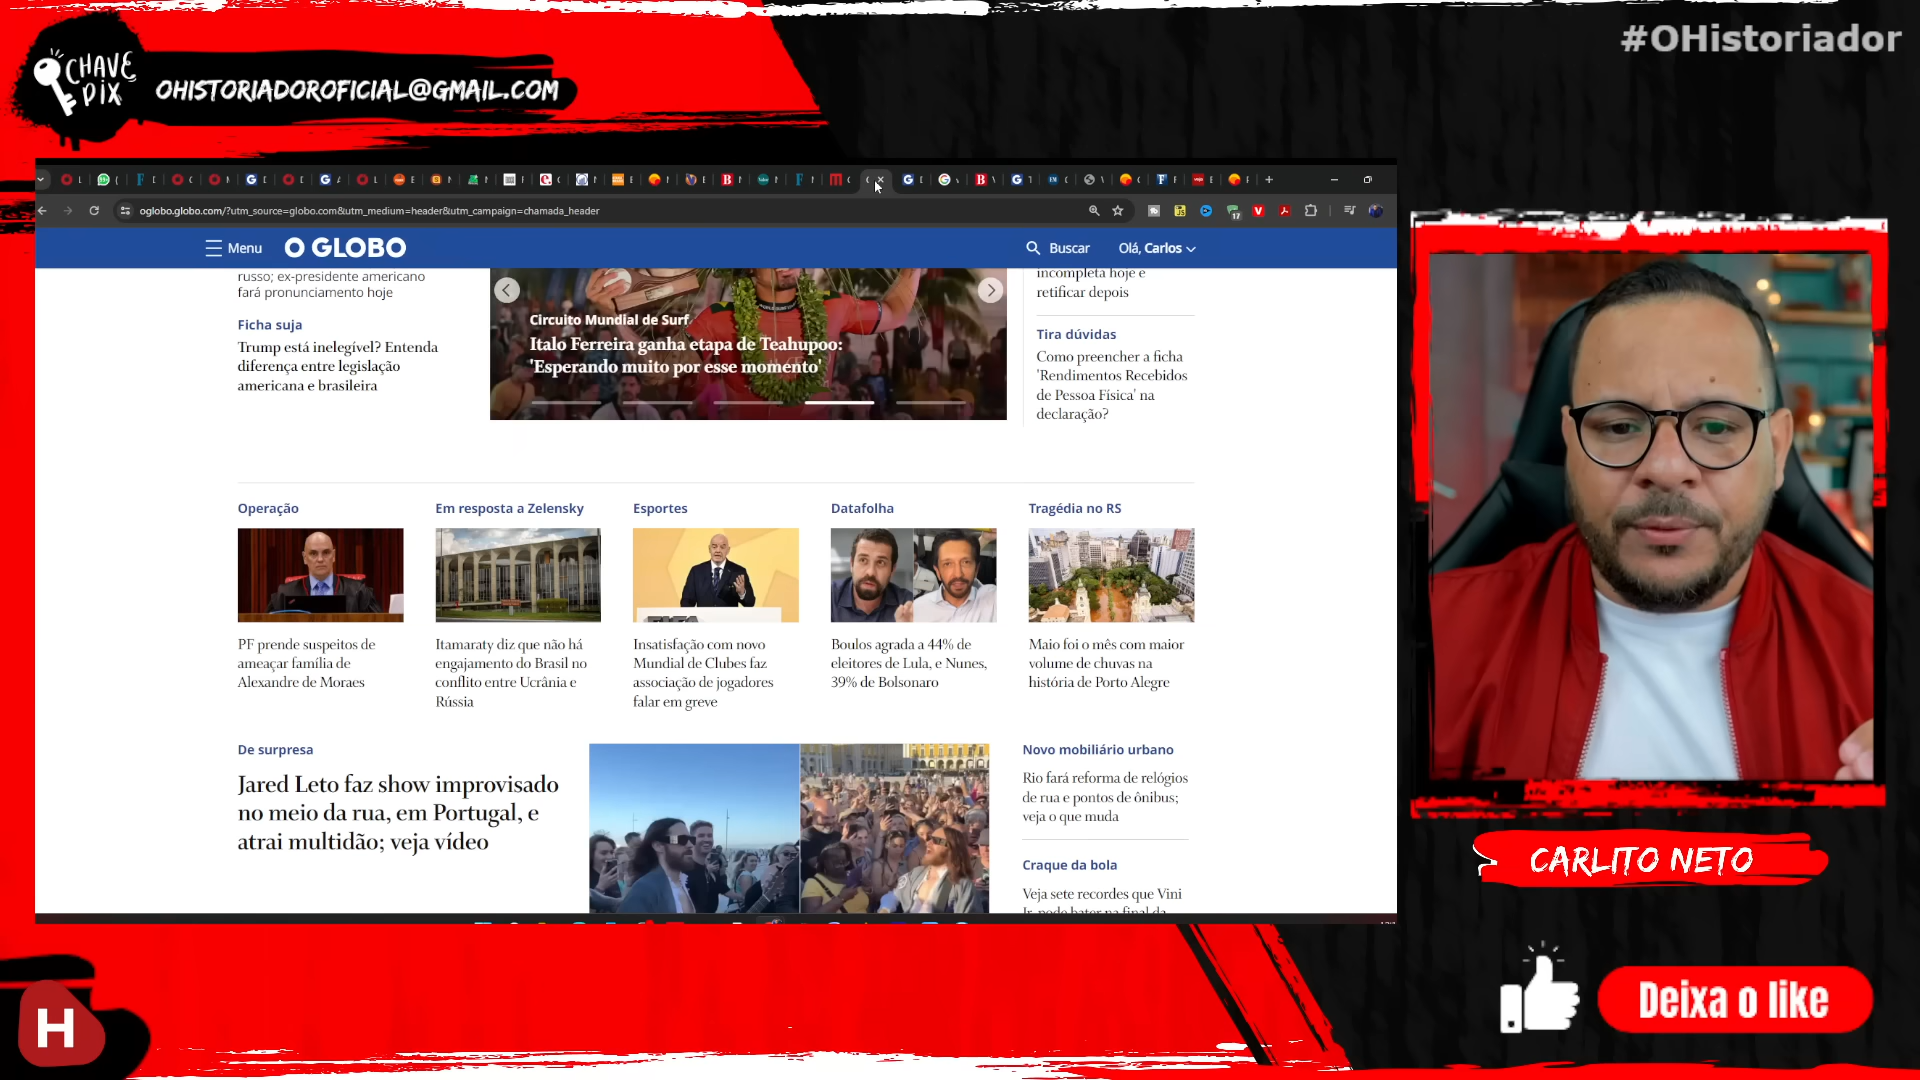 #OHistoriador
CHAVE
PIX
OHISTORIADOROFICIAL@GMAIL.COM
oglobo.globo.com/?utm_source=globo.com&utm_medium=header&utm_campaign=chamada_header
Menu
O GLOBO
Buscar
Olá, Carlos
russo; ex-presidente americano
fará pronunciamento hoje
Ficha suja
Trump está inelegível? Entenda
diferença entre legislação
americana e brasileira
Circuito Mundial de Surf
Italo Ferreira ganha etapa de Teahupoo:
'Esperando muito por esse momento'
incompleta hoje e
retificar depois
Tira dúvidas
Como preencher a ficha
'Rendimentos Recebidos
de Pessoa Física' na
declaração?
Operação
PF prende suspeitos de
ameaçar família de
Alexandre de Moraes
Em resposta a Zelensky
Itamaraty diz que não há
engajamento do Brasil no
conflito entre Ucrânia e
Rússia
Esportes
Insatisfação com novo
Mundial de Clubes faz
associação de jogadores
falar em greve
Datafolha
Boulos agrada a 44% de
eleitores de Lula, e Nunes,
39% de Bolsonaro
Tragédia no RS
Maio foi o mês com maior
volume de chuvas na
história de Porto Alegre
De surpresa
Jared Leto faz show improvisado
no meio da rua, em Portugal, e
atrai multidão; veja vídeo
Novo mobiliário urbano
Rio fará reforma de relógios
de rua e pontos de ônibus;
veja o que muda
Craque da bola
Veja sete recordes que Vini
Jr. pode bater na final da
CARLITO NETO
Deixa o like
H